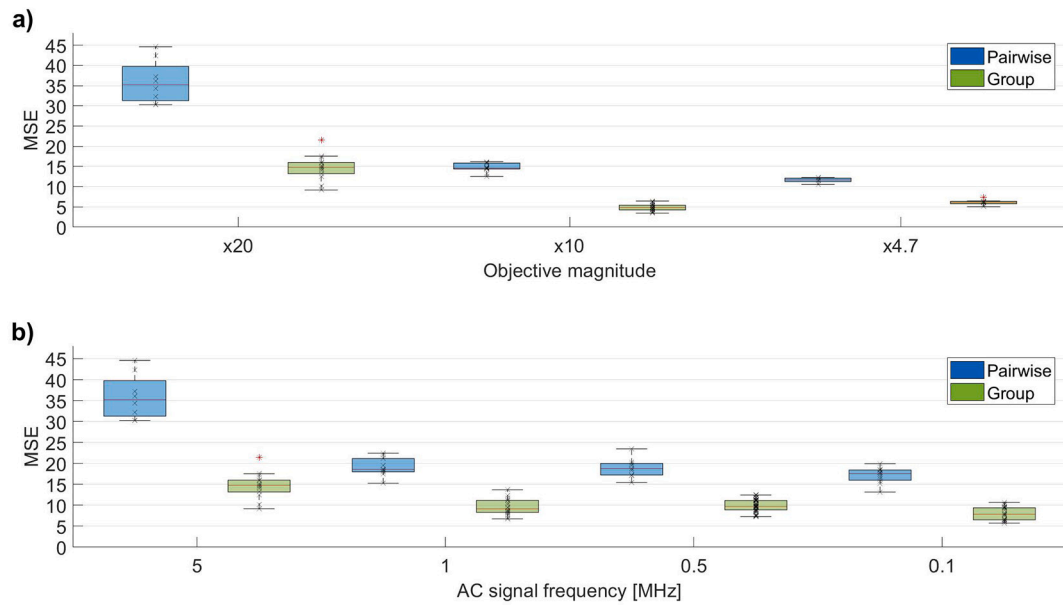 a)
MSE
45
40
35
30
25
20
15
10
5
0
Pairwise
Group
x20
x10
x4.7
Objective magnitude
b)
MSE
45
40
35
30
25
20
15
10
5
0
Pairwise
Group
5
1
0.5
0.1
AC signal frequency [MHz]